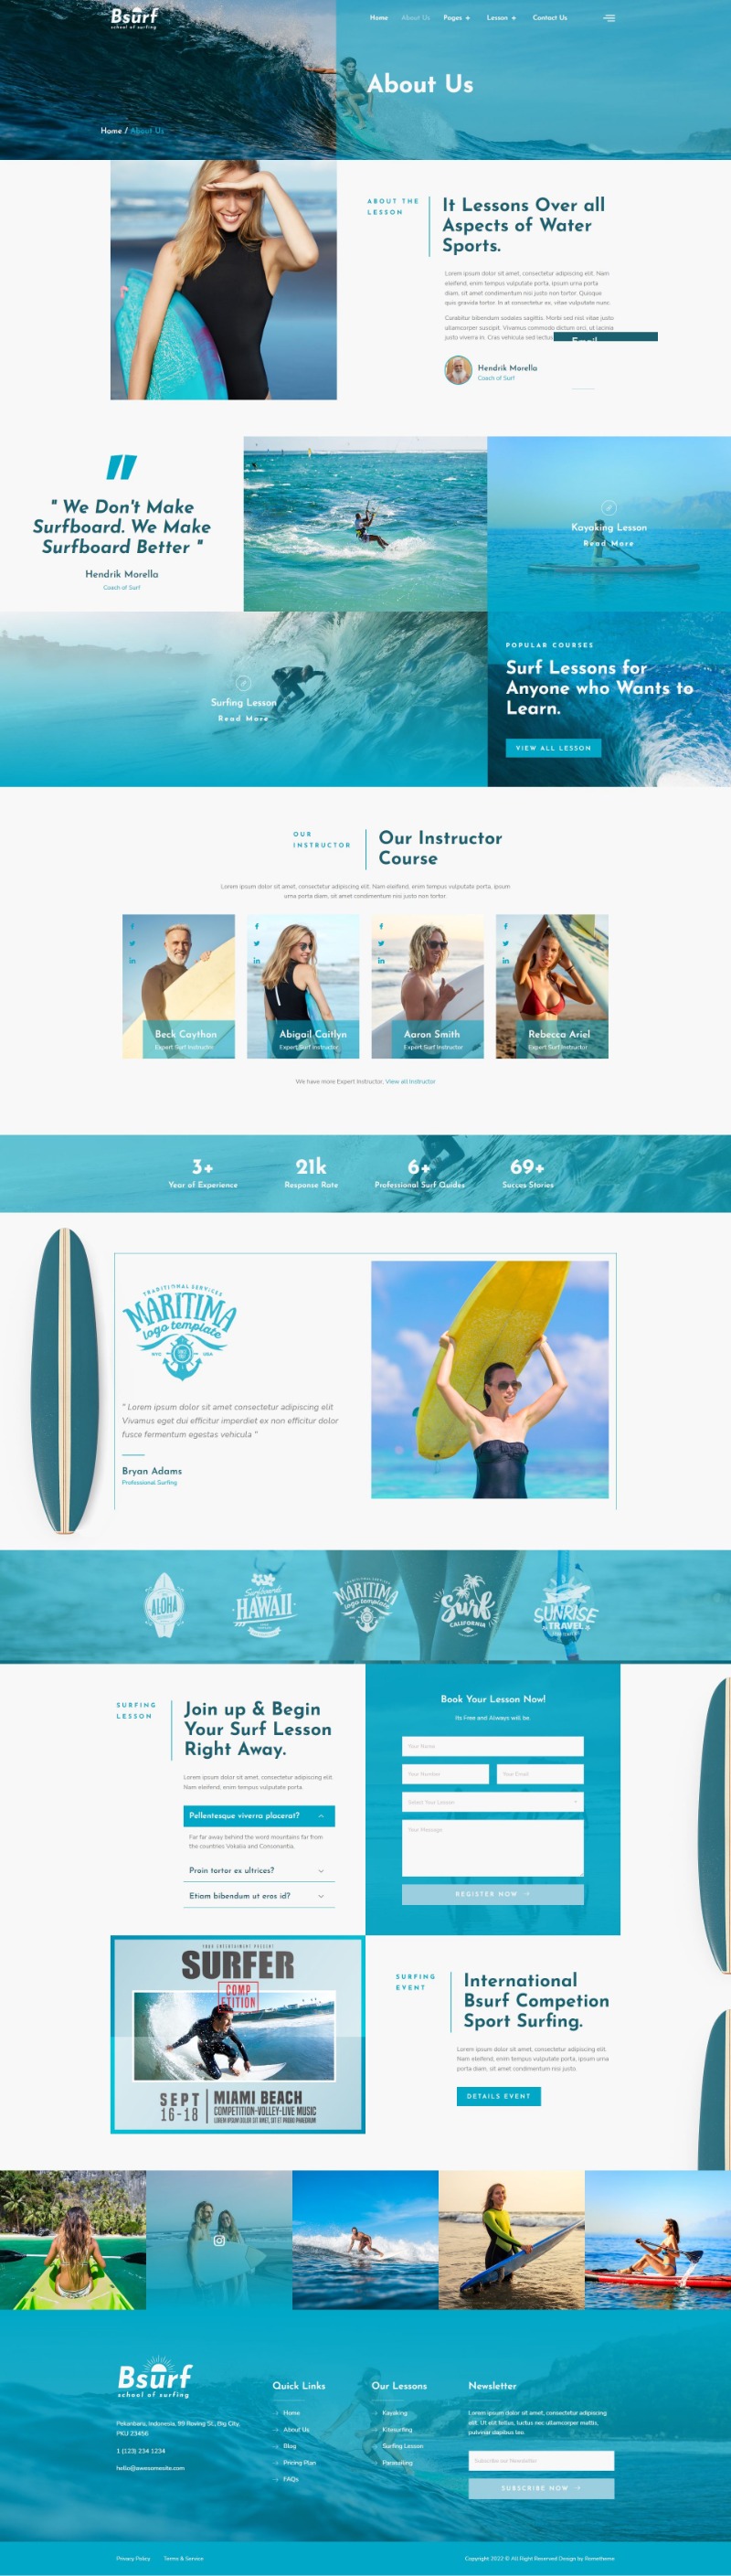 Bsurf
school of surfing
Home
About Us
Pages +
Lesson +
Contact Us
About Us
Home / About Us
ABOUT THE
LESSON
It Lessons Over all
Aspects of Water
Sports.
Lorem ipsum dolor sit amet, consectetur adipiscing elit. Nam
eleifend, enim tempus vulputate porta, ipsum urna porta
diam, sit amet condimentum nisi justo non tortor. Quisque
quis gravida tortor. In at consectetur ex, vitae vulputate nunc.
Curabitur bibendum sodales sagittis. Morbi sed nisl vitae justo
ullamcorper suscipit. Vivamus commodo dictum orci, ut lacinia
justo viverra in. Cras vehicula sed lectus
Email
Hendrik Morella
Coach of Surf
" We Don't Make
Surfboard. We Make
Surfboard Better "
Hendrik Morella
Coach of Surf
Kayaking Lesson
Read More
Surfing Lesson
Read More
POPULAR COURSES
Surf Lessons for
Anyone who Wants to
Learn.
VIEW ALL LESSON
OUR
INSTRUCTOR
Our Instructor
Course
Lorem ipsum dolor sit amet, consectetur adipiscing elit. Nam eleifend, enim tempus vulputate porta, ipsum
urna porta diam, sit amet condimentum nisi justo non tortor.
Beck Caython
Expert Surf Instructor
Abigail Caitlyn
Expert Surf Instructor
Aaron Smith
Expert Surf Instructor
Rebecca Ariel
Expert Surf Instructor
We have more Expert Instructor, View all Instructor
3+
Year of Experience
21k
Response Rate
6+
Professional Surf Guides
69+
Succes Stories
TRADITIONAL SERVICES
MARITIMA
logo template
NYC
USA
" Lorem ipsum dolor sit amet consectetur adipiscing elit
Vivamus eget dui efficitur imperdiet ex non efficitur dolor
fusce fermentum egestas vehicula "
Bryan Adams
Professional Surfing
ALOHA
Surfboards
HAWAII
MARITIMA
logo template
Surf
CALIFORNIA
SUNRISE
TRAVEL
SURFING
LESSON
Join up & Begin
Your Surf Lesson
Right Away.
Lorem ipsum dolor sit amet, consectetur adipiscing elit.
Nam eleifend, enim tempus vulputate porta.
Pellentesque viverra placerat?
Far far away behind the word mountains far from
the countries Vokalia and Consonantia.
Proin tortor ex ultrices?
Etiam bibendum ut eros id?
Book Your Lesson Now!
Its Free and Always will be.
Your Name
Your Number
Your Email
Select Your Lesson
Your Message
REGISTER NOW
SURFER
COMP
ETITION
SEPT
16-18
MIAMI BEACH
COMPETITION-VOLLEY-LIVE MUSIC
SURFING
EVENT
International
Bsurf Competion
Sport Surfing.
Lorem ipsum dolor sit amet, consectetur adipiscing elit.
Nam eleifend, enim tempus vulputate porta, ipsum urna
porta diam, sit amet condimentum nisi justo.
DETAILS EVENT
Bsurf
school of surfing
Pekanbaru, Indonesia, 99 Roving St., Big City,
PKU 23456
1 (123) 234 1234
hello@awesomesite.com
Quick Links
Home
About Us
Blog
Pricing Plan
FAQs
Our Lessons
Kayaking
Kitesurfing
Surfing Lesson
Parasailing
Newsletter
Lorem ipsum dolor sit amet, consectetur adipiscing
elit. Ut elit tellus, luctus nec ullamcorper mattis,
pulvinar dapibus leo.
Subscribe our Newsletter
SUBSCRIBE NOW
Privacy Policy
Terms & Service
Copyright 2022 © All Right Reserved Design by Rometheme